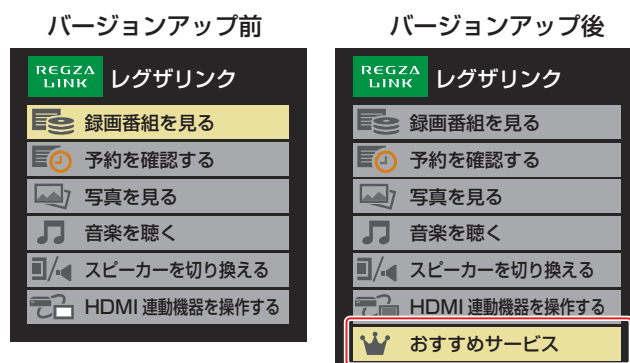 バージョンアップ前
REGZA
LINK
レグザリンク
録画番組を見る
予約を確認する
写真を見る
音楽を聴く
スピーカーを切り換える
HDMI 連動機器を操作する
バージョンアップ後
REGZA
LINK
レグザリンク
録画番組を見る
予約を確認する
写真を見る
音楽を聴く
スピーカーを切り換える
HDMI 連動機器を操作する
おすすめサービス